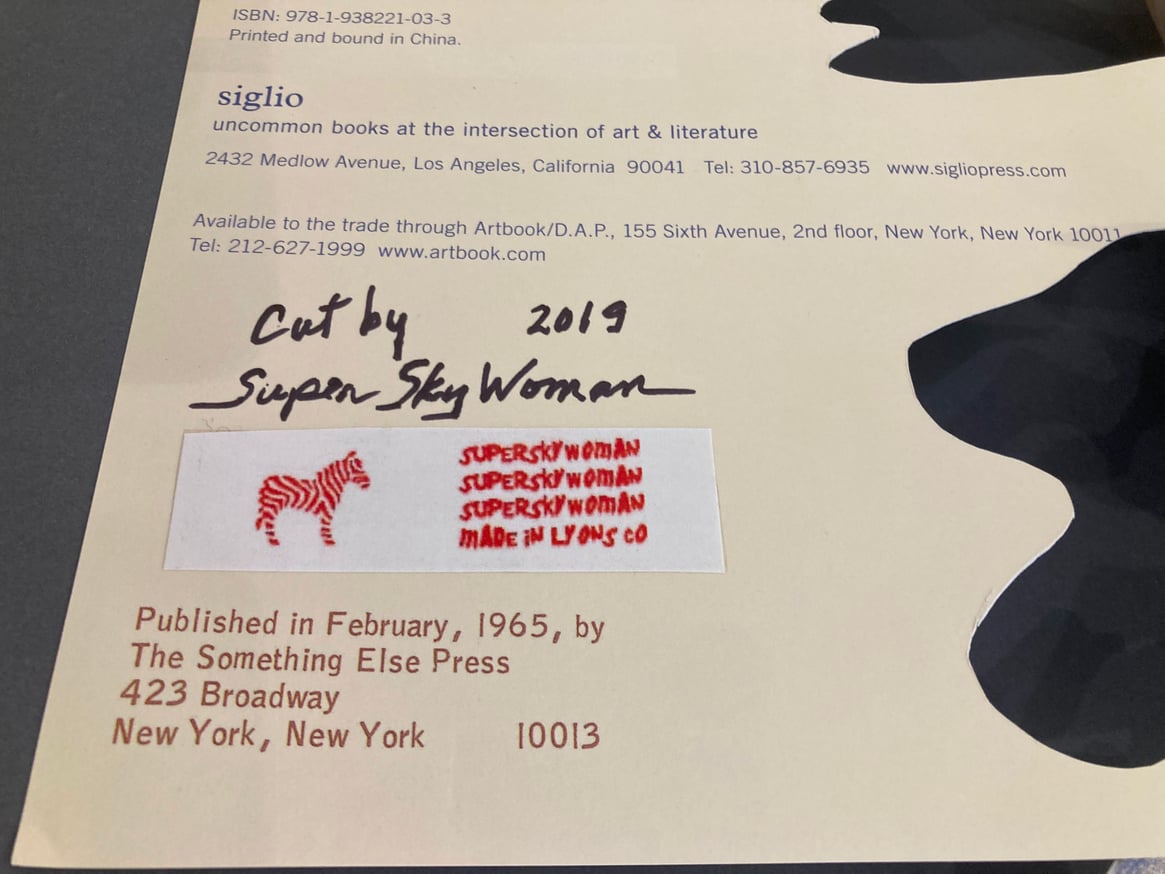 ISBN: 978-1-938221-03-3
Printed and bound in China.
siglio
uncommon books at the intersection of art & literature
2432 Medlow Avenue, Los Angeles, California 90041 Tel: 310-857-6935 www.sigliopress.com
Available to the trade through Artbook/D.A.P., 155 Sixth Avenue, 2nd floor, New York, New York 10011
Tel: 212-627-1999 www.artbook.com
Cut by 2019
Super Sky Woman
SUPERSKYWOMAN
SUPERSKYWOMAN
SUPERSKYWOMAN
MADE iN LYONS CO
Published in February, 1965, by
The Something Else Press
423 Broadway
New York, New York 10013